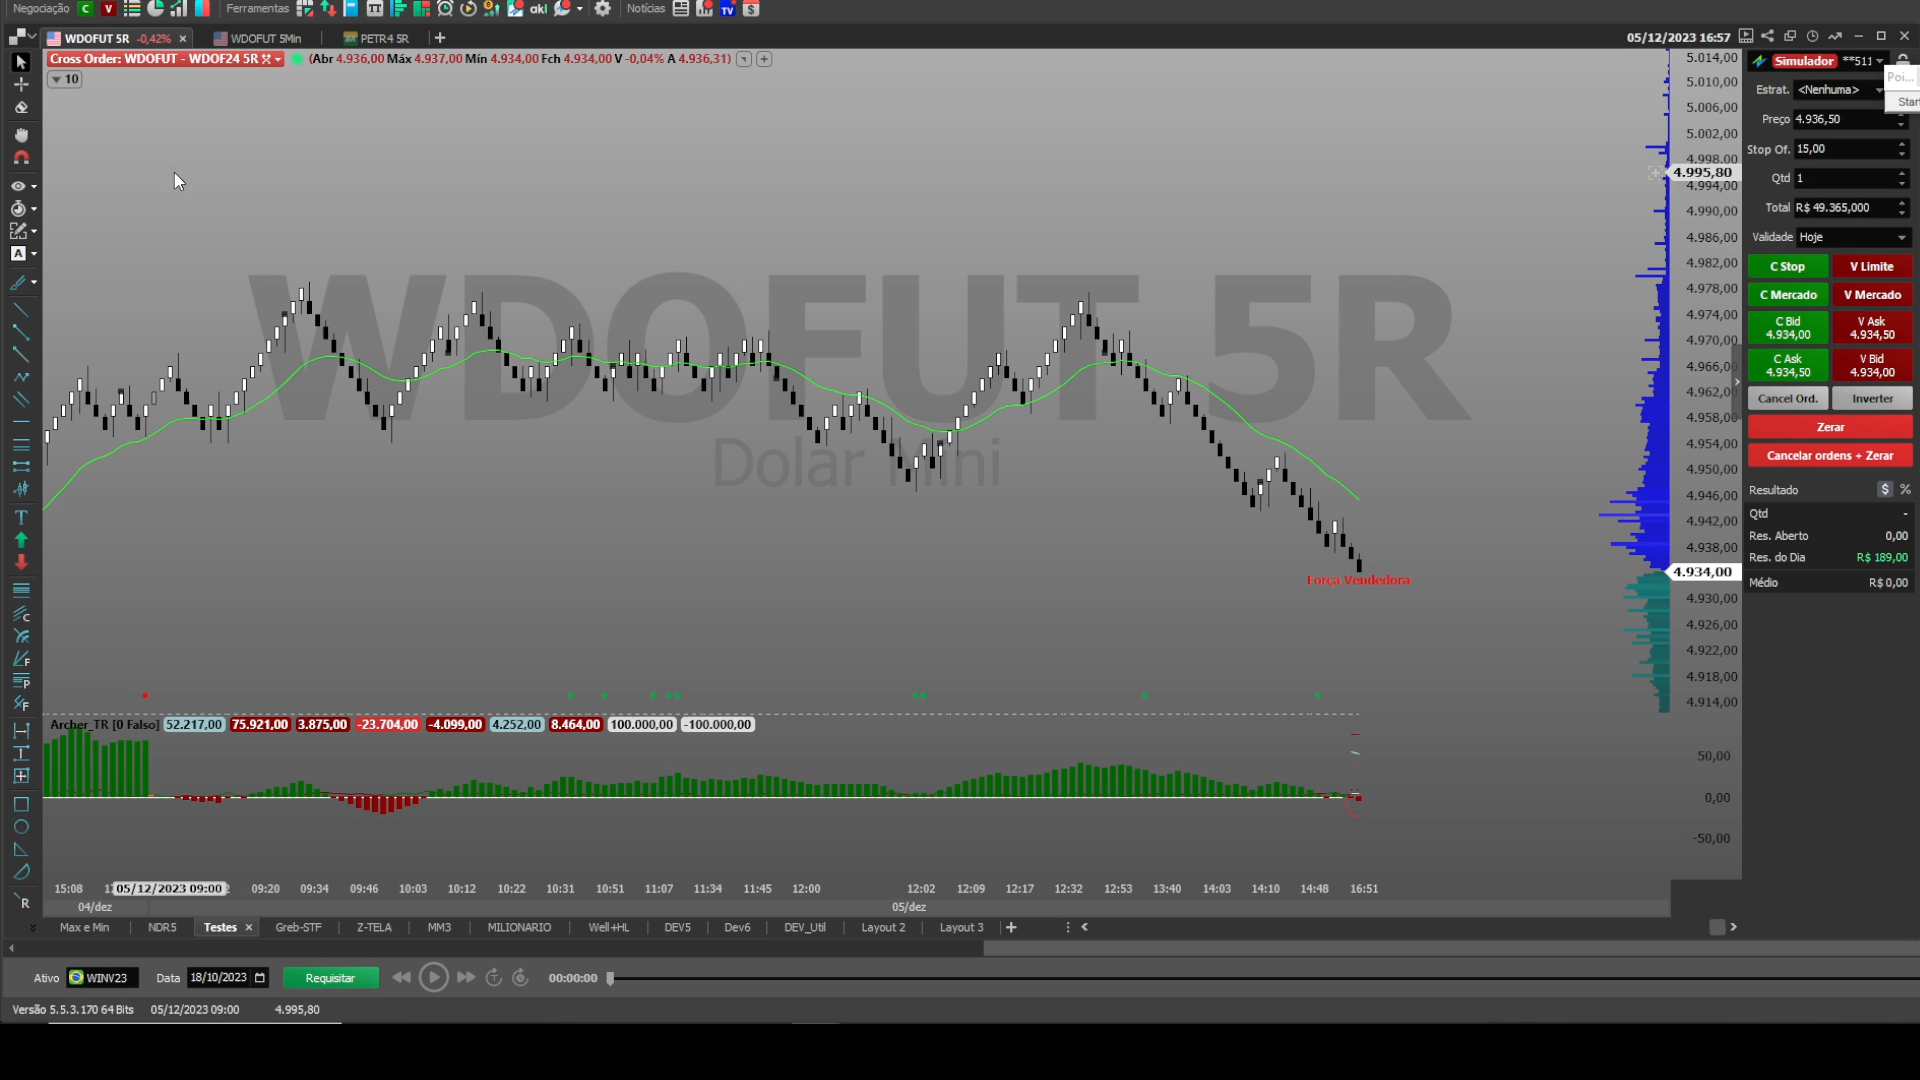 Negociação C V Ferramentas TT akl Notícias TV $
WDOFUT 5R -0,42% × WDOFUT 5Min PETR4 5R +
05/12/2023 16:57
Cross Order: WDOFUT - WDOF24 5R (Abr 4.936,00 Máx 4.937,00 Mín 4.934,00 Fch 4.934,00 V -0,04% A 4.936,31)
10
WDOFUT 5R
Dolar Mini
Força Vendedora
5.014,00
5.010,00
5.006,00
5.002,00
4.998,00
4.995,80
4.994,00
4.990,00
4.986,00
4.982,00
4.978,00
4.974,00
4.970,00
4.966,00
4.962,00
4.958,00
4.954,00
4.950,00
4.946,00
4.942,00
4.938,00
4.934,00
4.930,00
4.926,00
4.922,00
4.918,00
4.914,00
50,00
0,00
-50,00
Simulador **511
Poi...
Start
Estrat. <Nenhuma>
Preço 4.936,50
Stop Of. 15,00
Qtd 1
Total R$ 49.365,000
Validade Hoje
C Stop V Limite
C Mercado V Mercado
C Bid V Ask
4.934,00 4.934,50
C Ask V Bid
4.934,50 4.934,00
Cancel Ord. Inverter
Zerar
Cancelar ordens + Zerar
Resultado $ %
Qtd -
Res. Aberto 0,00
Res. do Dia R$ 189,00
Médio R$ 0,00
Archer_TR [0 Falso] 52.217,00 75.921,00 3.875,00 -23.704,00 -4.099,00 4.252,00 8.464,00 100.000,00 -100.000,00
15:08 05/12/2023 09:00 09:20 09:34 09:46 10:03 10:12 10:22 10:31 10:51 11:07 11:34 11:45 12:00 12:02 12:09 12:17 12:32 12:53 13:40 14:03 14:10 14:48 16:51
04/dez 05/dez
Max e Min NDR5 Testes × Greb-STF Z-TELA MM3 MILIONARIO Well+HL DEV5 Dev6 DEV_Util Layout 2 Layout 3 +
Ativo WINV23 Data 18/10/2023 Requisitar 00:00:00
Versão 5.5.3.170 64 Bits 05/12/2023 09:00 4.995,80